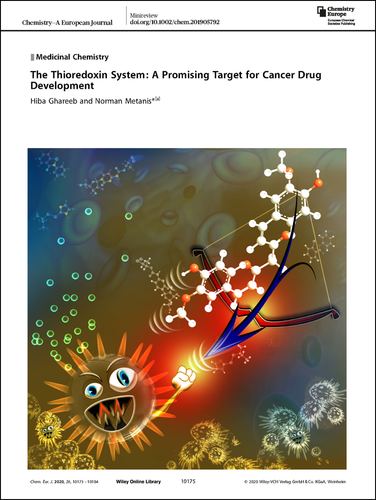 Chemistry–A European Journal
Minireview
doi.org/10.1002/chem.201905792
Chemistry
Europe
European Chemical
Societies Publishing
Medicinal Chemistry
The Thioredoxin System: A Promising Target for Cancer Drug
Development
Hiba Ghareeb and Norman Metanis*[a]
Chem. Eur. J. 2020, 26, 10175 – 10184
Wiley Online Library
10175
© 2020 Wiley-VCH Verlag GmbH & Co. KGaA, Weinheim